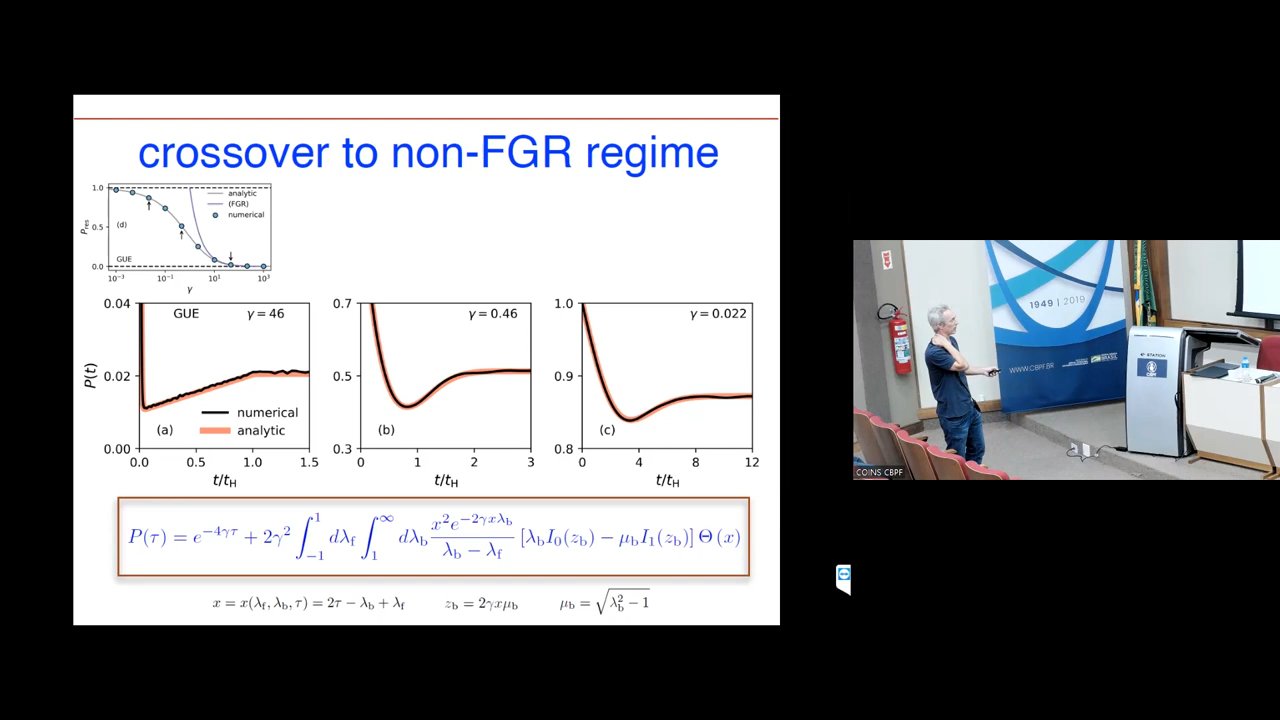 crossover to non-FGR regime
1.0
0.5
0.0
P_res
analytic
(FGR)
numerical
(d)
GUE
10^{-3} 10^{-1} 10^1 10^3
γ
0.04
0.02
0.00
P(t)
GUE γ = 46
numerical
analytic
(a)
0.0 0.5 1.0 1.5
t/t_H
0.7
0.5
0.3
γ = 0.46
(b)
0 1 2 3
t/t_H
1.0
0.9
0.8
γ = 0.022
(c)
0 4 8 12
t/t_H
P(τ) = e^{-4γτ} + 2γ^2 ∫_{-1}^{1} dλ_f ∫_{1}^{∞} dλ_b \frac{x^2 e^{-2γxλ_b}}{λ_b − λ_f} [λ_b I_0(z_b) − μ_b I_1(z_b)] Θ (x)
x = x(λ_f, λ_b, τ) = 2τ − λ_b + λ_f z_b = 2γxμ_b μ_b = \sqrt{λ_b^2 − 1}
1949 | 2019
WWW.CBPF.BR
BRASIL
STATION
CBPF
COINS CBPF